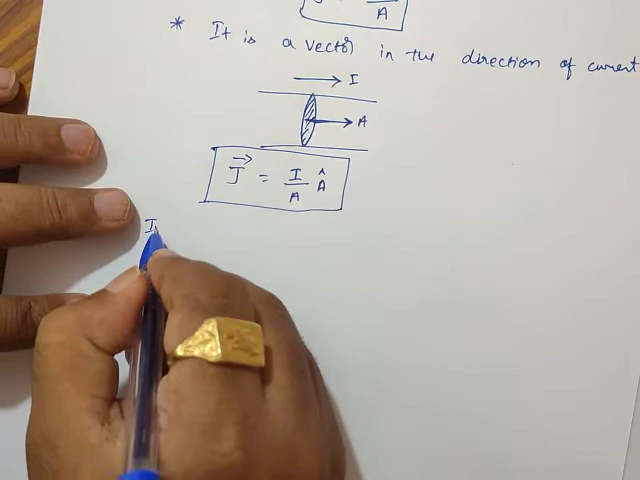 A
* It is a vector in the direction of current
I
A
J⃗ = I/A Â
I